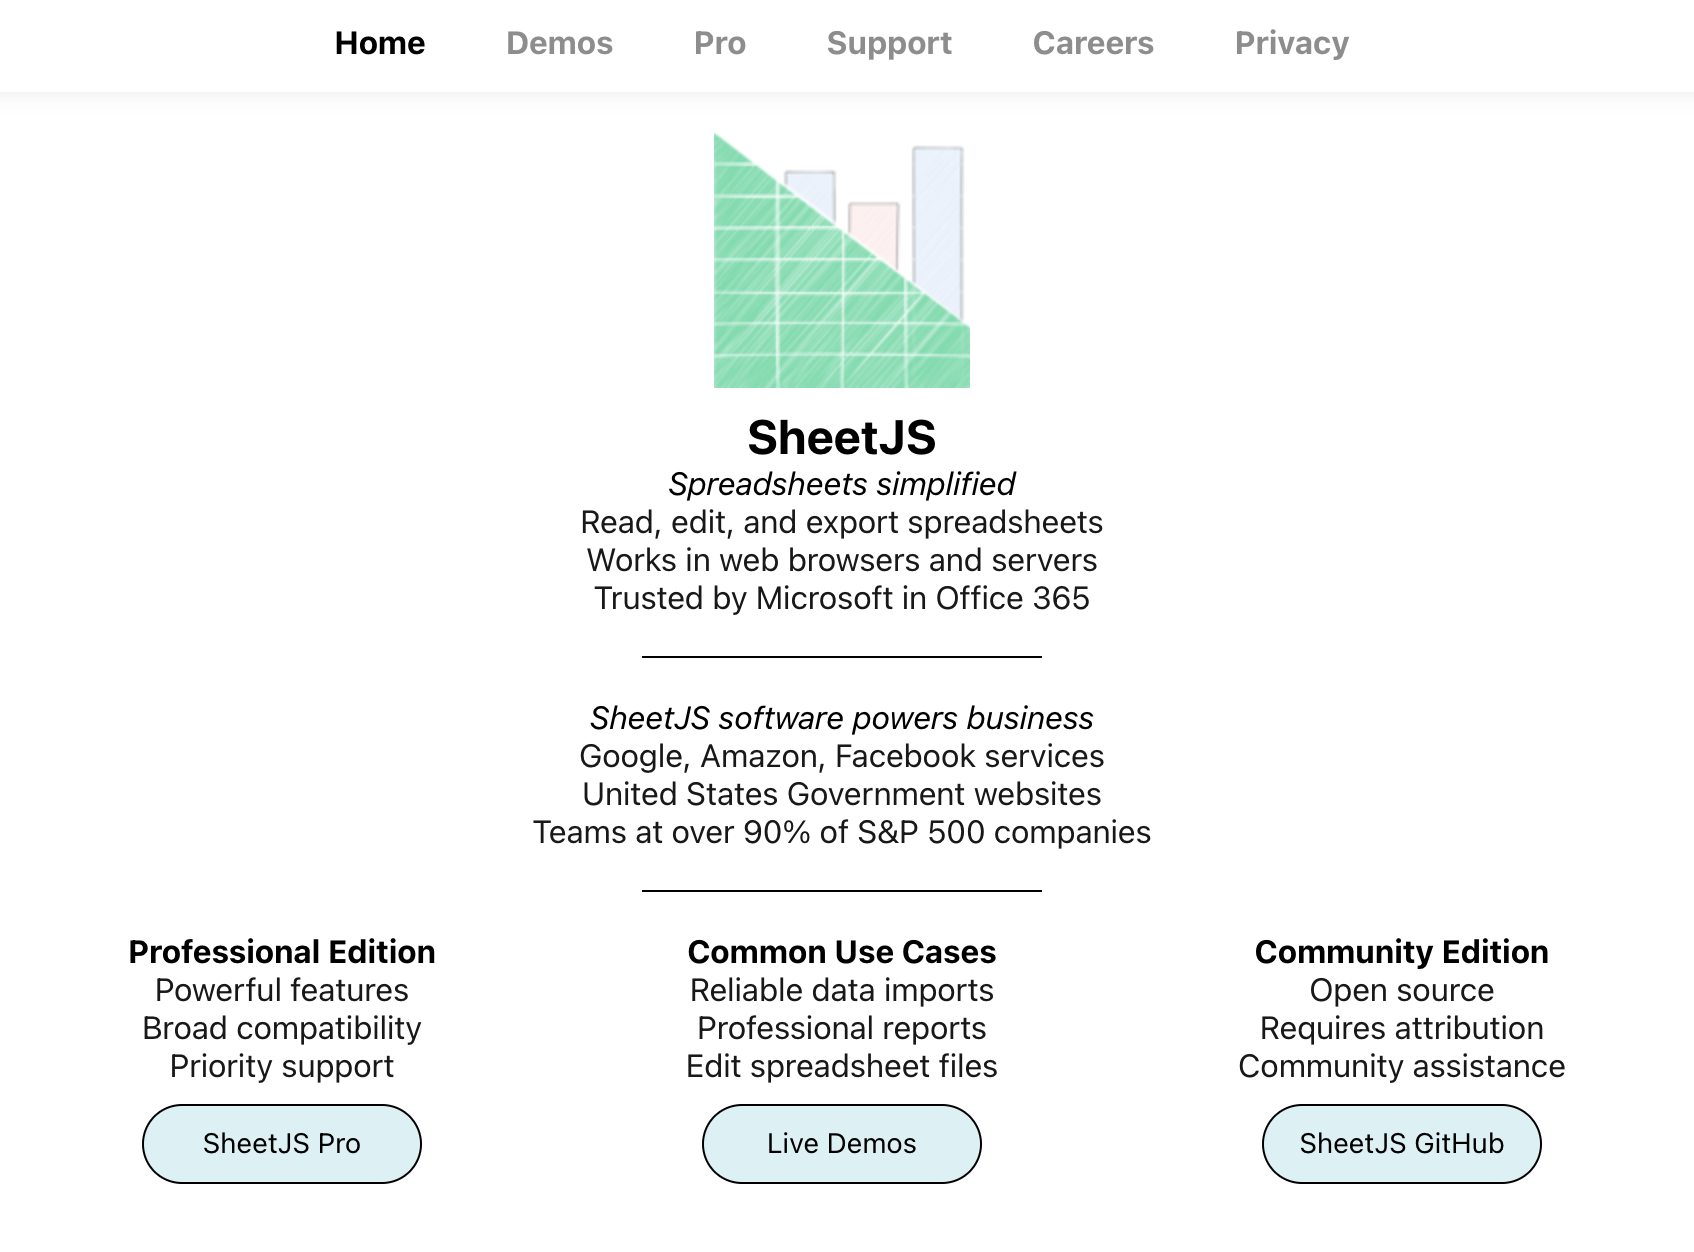 Home Demos Pro Support Careers Privacy
SheetJS
Spreadsheets simplified
Read, edit, and export spreadsheets
Works in web browsers and servers
Trusted by Microsoft in Office 365
SheetJS software powers business
Google, Amazon, Facebook services
United States Government websites
Teams at over 90% of S&P 500 companies
Professional Edition
Powerful features
Broad compatibility
Priority support
SheetJS Pro
Common Use Cases
Reliable data imports
Professional reports
Edit spreadsheet files
Live Demos
Community Edition
Open source
Requires attribution
Community assistance
SheetJS GitHub